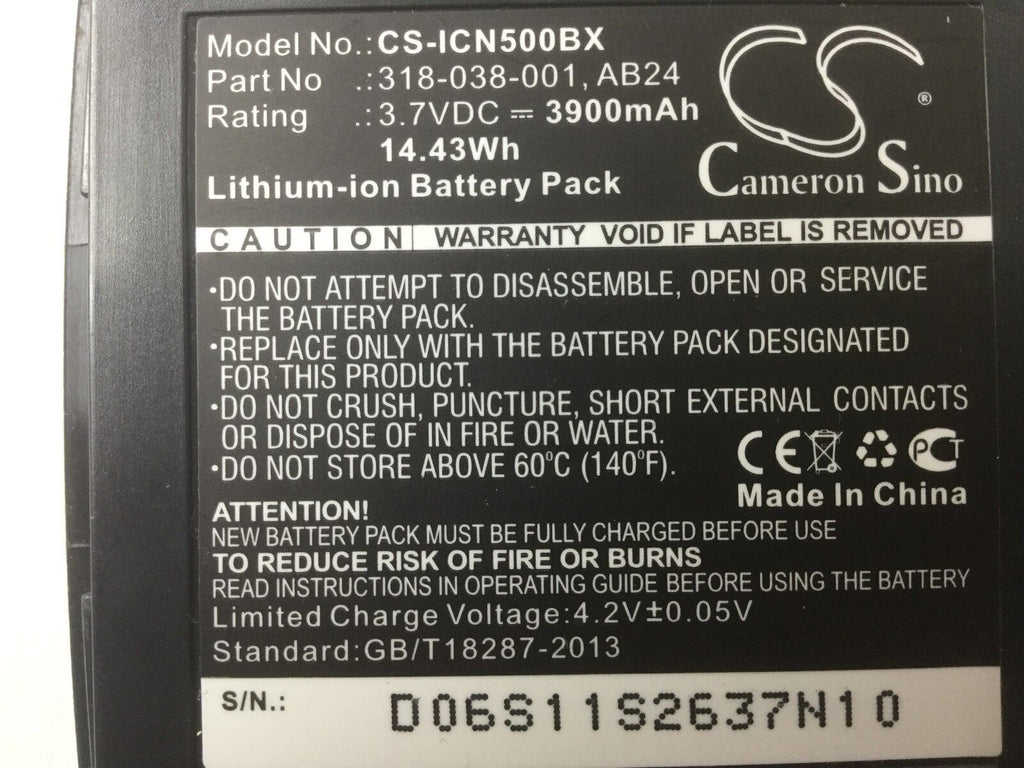 Model No.:CS-ICN500BX
Part No .:318-038-001, AB24
Rating .:3.7VDC ⎓ 3900mAh
14.43Wh
Lithium-ion Battery Pack
CS ®
Cameron Sino
CAUTION WARRANTY VOID IF LABEL IS REMOVED
·DO NOT ATTEMPT TO DISASSEMBLE, OPEN OR SERVICE
THE BATTERY PACK.
·REPLACE ONLY WITH THE BATTERY PACK DESIGNATED
FOR THIS PRODUCT.
·DO NOT CRUSH, PUNCTURE, SHORT EXTERNAL CONTACTS
OR DISPOSE OF IN FIRE OR WATER.
·DO NOT STORE ABOVE 60°C (140°F).
CE PCT
Made In China
ATTENTION!
NEW BATTERY PACK MUST BE FULLY CHARGED BEFORE USE
TO REDUCE RISK OF FIRE OR BURNS
READ INSTRUCTIONS IN OPERATING GUIDE BEFORE USING THE BATTERY
Limited Charge Voltage:4.2V±0.05V
Standard:GB/T18287-2013
S/N.: D06S11S2637N10